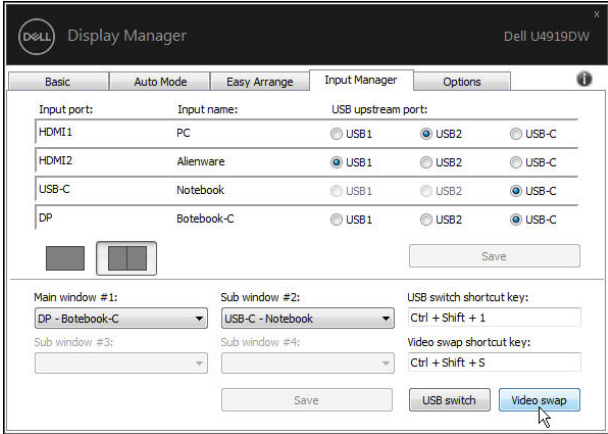 x
DELL Display Manager Dell U4919DW
Basic Auto Mode Easy Arrange Input Manager Options i
Input port: Input name: USB upstream port:
HDMI1 PC USB1 USB2 USB-C
HDMI2 Alienware USB1 USB2 USB-C
USB-C Notebook USB1 USB2 USB-C
DP Botebook-C USB1 USB2 USB-C
Save
Main window #1: Sub window #2: USB switch shortcut key:
DP - Botebook-C USB-C - Notebook Ctrl + Shift + 1
Sub window #3: Sub window #4: Video swap shortcut key:
Ctrl + Shift + S
Save USB switch Video swap